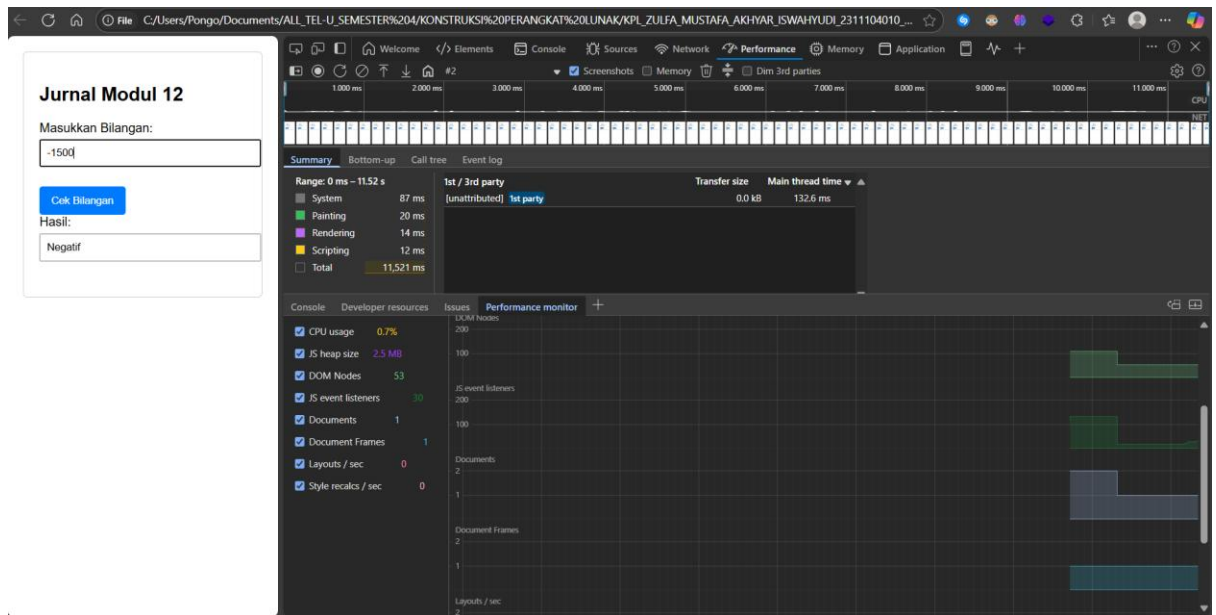 File C:/Users/Pongo/Documents/ALL_TEL-U_SEMESTER%204/KONSTRUKSI%20PERANGKAT%20LUNAK/KPL_ZULFA_MUSTAFA_AKHYAR_ISWAHYUDI_2311104010_...
Jurnal Modul 12
Masukkan Bilangan:
-1500
Cek Bilangan
Hasil:
Negatif
Welcome </> Elements Console Sources Network Performance Memory Application
#2 Screenshots Memory Dim 3rd parties
1.000 ms 2.000 ms 3.000 ms 4.000 ms 5.000 ms 6.000 ms 7.000 ms 8.000 ms 9.000 ms 10.000 ms 11.000 ms
CPU
NET
Summary Bottom-up Call tree Event log
Range: 0 ms – 11.52 s
System 87 ms
Painting 20 ms
Rendering 14 ms
Scripting 12 ms
Total 11,521 ms
1st / 3rd party Transfer size Main thread time
[unattributed] 1st party 0.0 kB 132.6 ms
Console Developer resources Issues Performance monitor
CPU usage 0.7%
JS heap size 2.5 MB
DOM Nodes 53
JS event listeners 30
Documents 1
Document Frames 1
Layouts / sec 0
Style recalcs / sec 0
DOM Nodes
200
100
JS event listeners
200
100
Documents
2
1
Document Frames
2
1
Layouts / sec
2